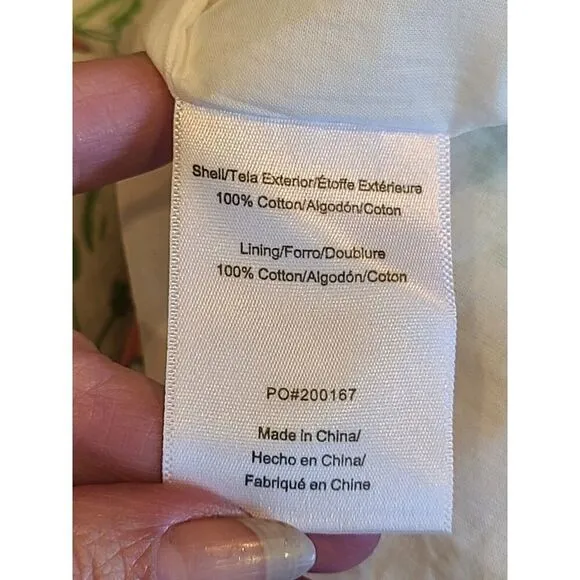 Shell/Tela Exterior/Étoffe Extérieure
100% Cotton/Algodón/Coton
Lining/Forro/Doublure
100% Cotton/Algodón/Coton
PO#200167
Made in China/
Hecho en China/
Fabriqué en Chine